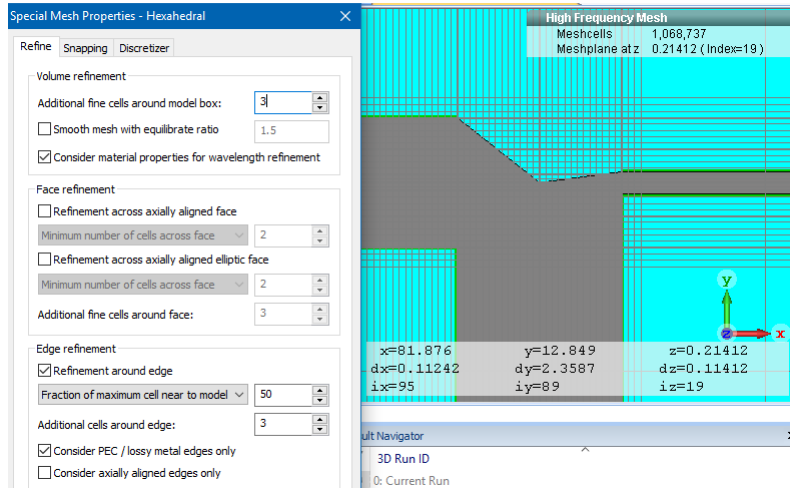 Special Mesh Properties - Hexahedral
Refine Snapping Discretizer
Volume refinement
Additional fine cells around model box: 3
Smooth mesh with equilibrate ratio 1.5
Consider material properties for wavelength refinement
Face refinement
Refinement across axially aligned face
Minimum number of cells across face 2
Refinement across axially aligned elliptic face
Minimum number of cells across face 2
Additional fine cells around face: 3
Edge refinement
Refinement around edge
Fraction of maximum cell near to model 50
Additional cells around edge: 3
Consider PEC / lossy metal edges only
Consider axially aligned edges only
High Frequency Mesh
Meshcells 1,068,737
Meshplane at z 0.21412 ( Index=19 )
y
z x
x=81.876 y=12.849 z=0.21412
dx=0.11242 dy=2.3587 dz=0.11412
ix=95 iy=89 iz=19
ult Navigator
3D Run ID
0: Current Run